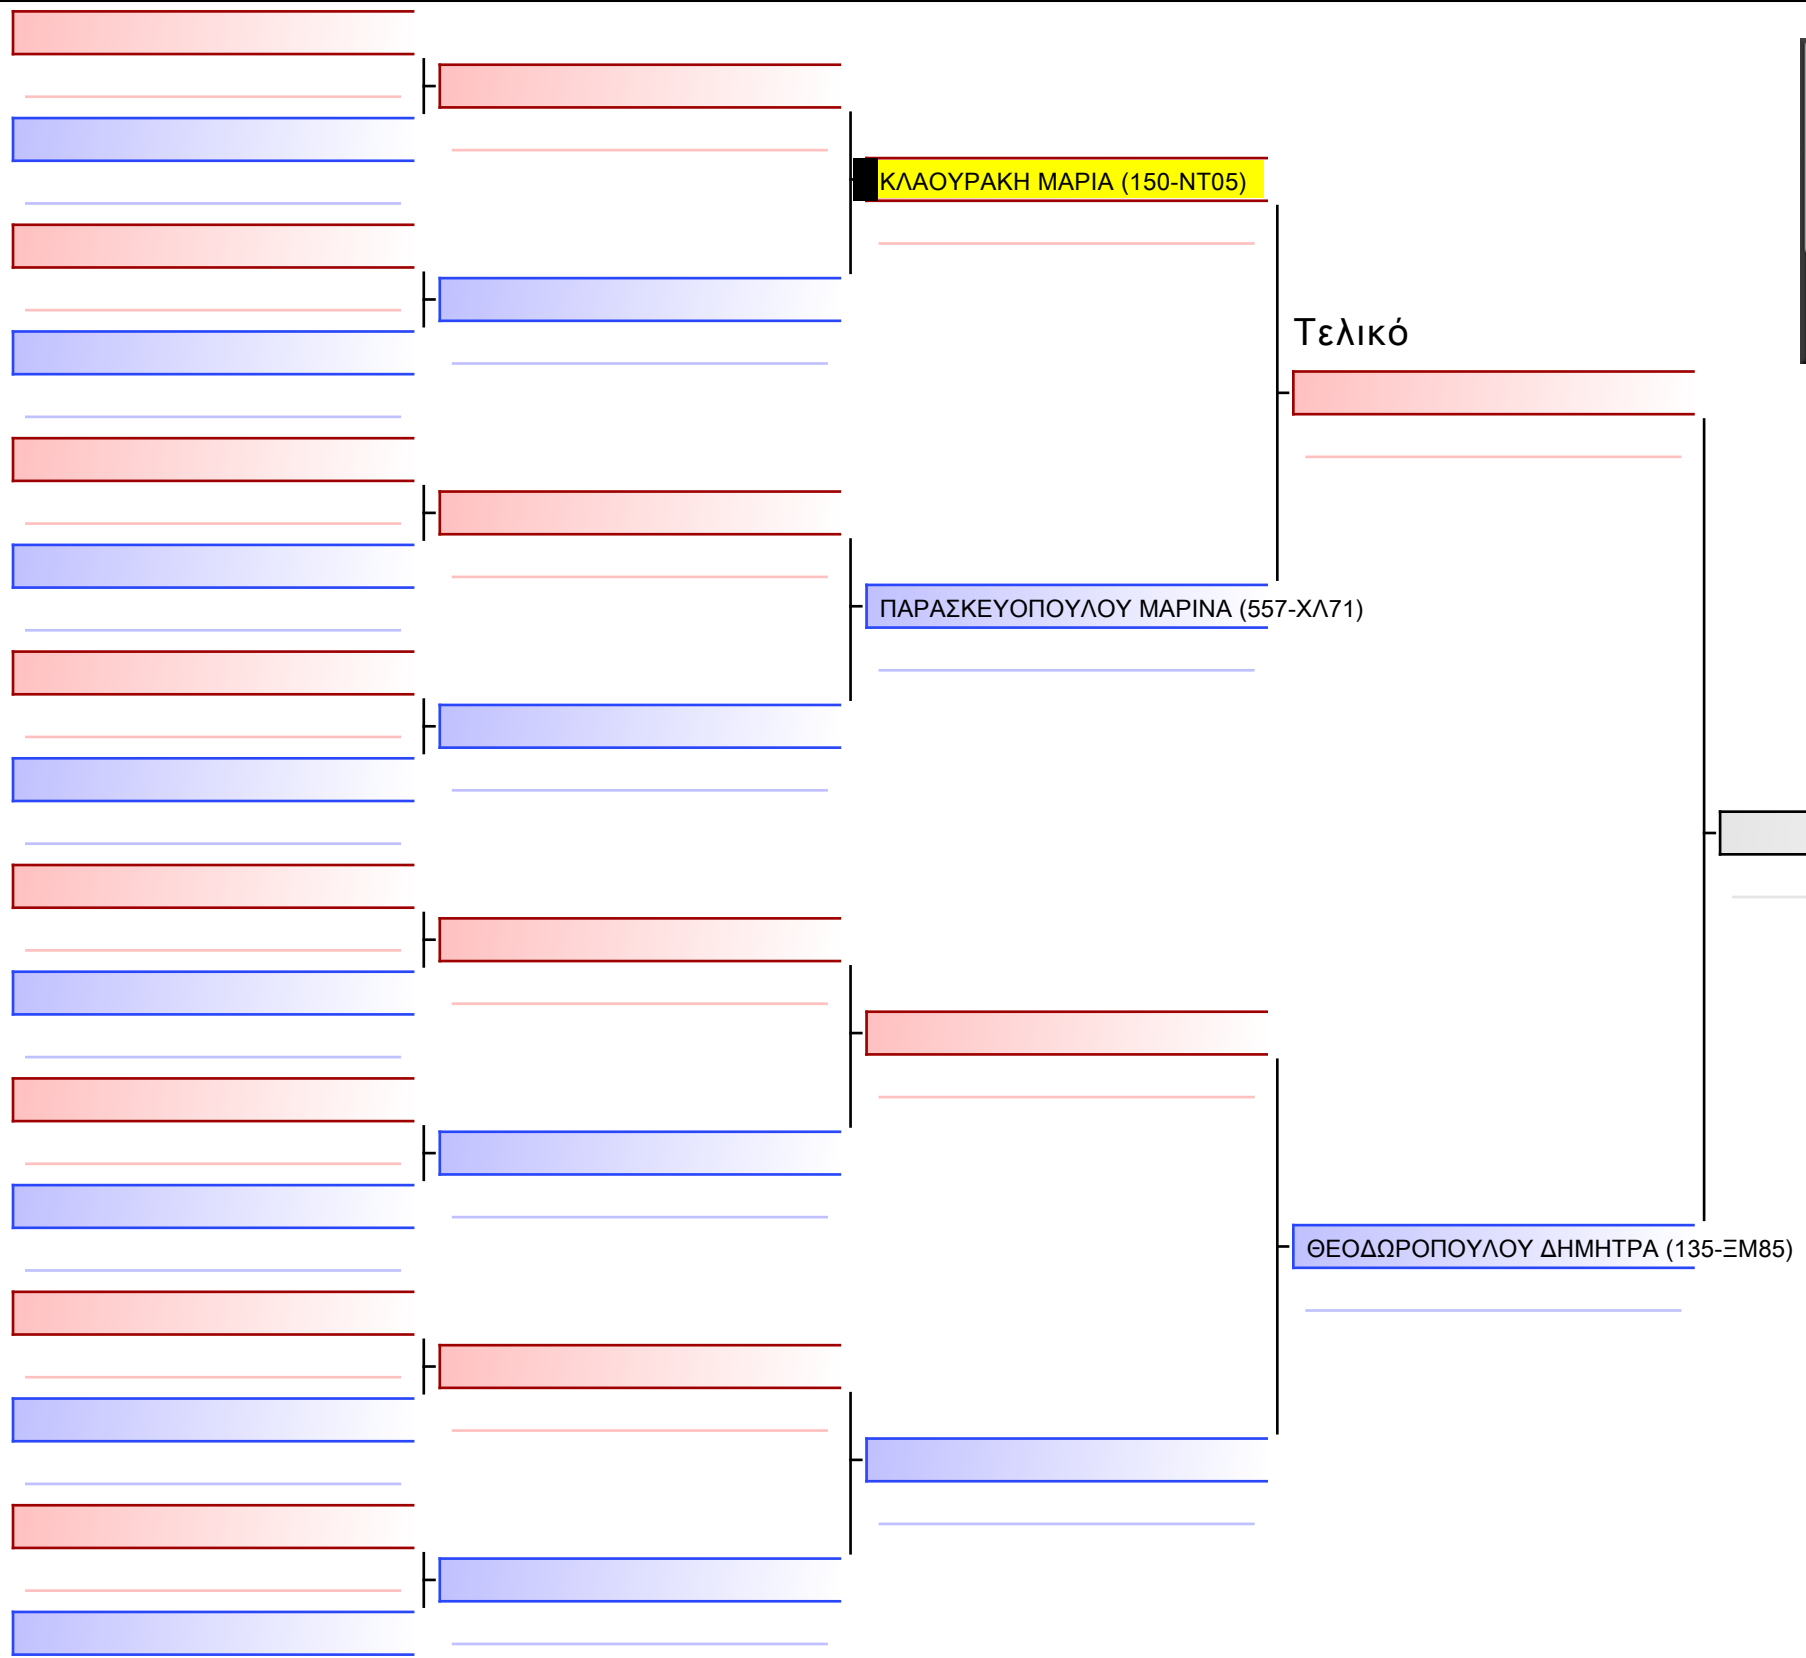 ΚΛΑΟΥΡΑΚΗ ΜΑΡΙΑ (150-ΝΤ05)
Τελικό
ΠΑΡΑΣΚΕΥΟΠΟΥΛΟΥ ΜΑΡΙΝΑ (557-ΧΛ71)
ΘΕΟΔΩΡΟΠΟΥΛΟΥ ΔΗΜΗΤΡΑ (135-ΞΜ85)